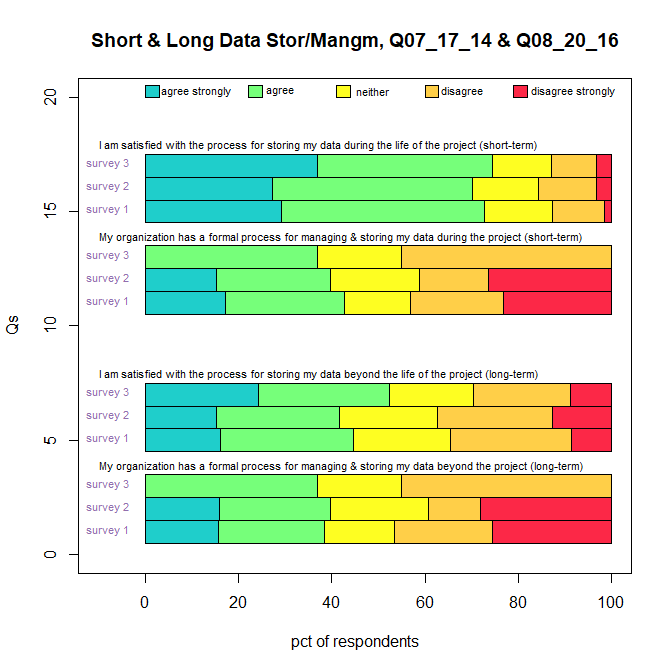 Short & Long Data Stor/Mangm, Q07_17_14 & Q08_20_16
agree strongly agree neither disagree disagree strongly
I am satisfied with the process for storing my data during the life of the project (short-term)
survey 3
survey 2
survey 1
My organization has a formal process for managing & storing my data during the project (short-term)
survey 3
survey 2
survey 1
I am satisfied with the process for storing my data beyond the life of the project (long-term)
survey 3
survey 2
survey 1
My organization has a formal process for managing & storing my data beyond the project (long-term)
survey 3
survey 2
survey 1
Qs
20
15
10
5
0
0 20 40 60 80 100
pct of respondents